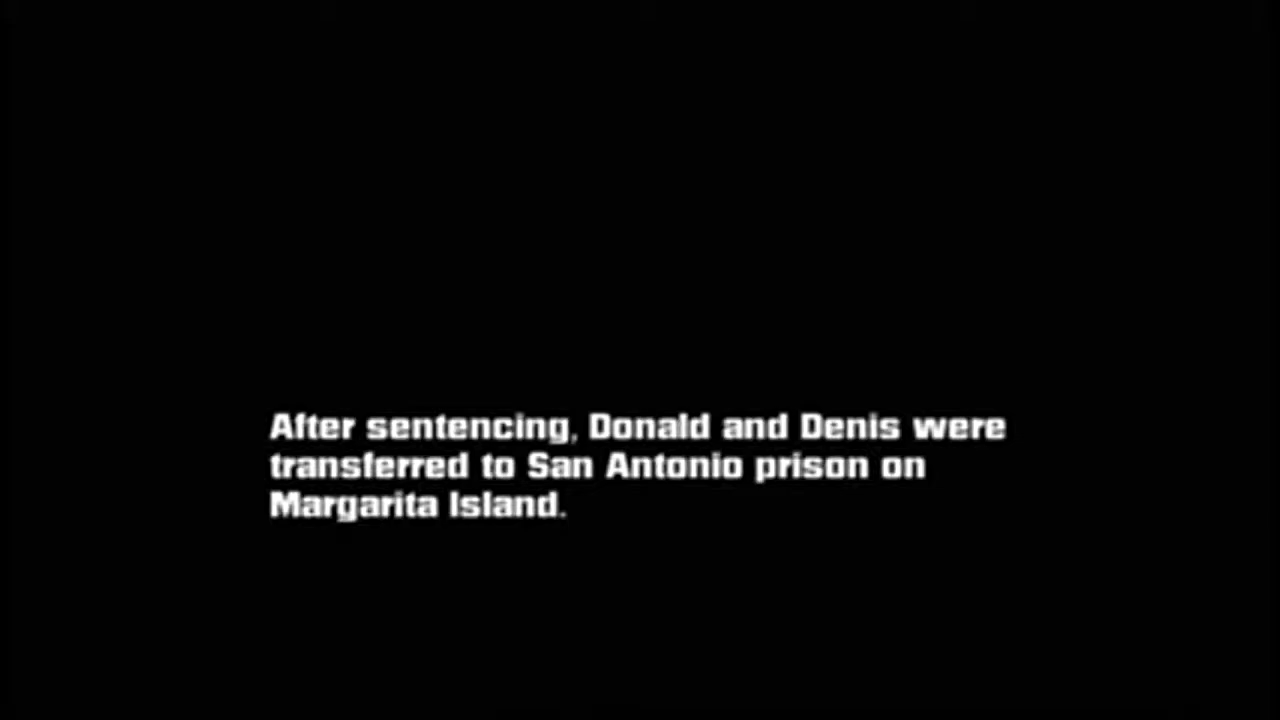 After sentencing, Donald and Denis were
transferred to San Antonio prison on
Margarita Island.